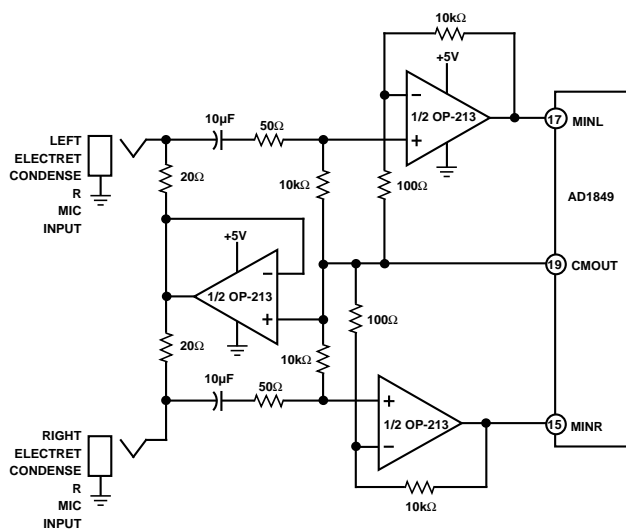 10kΩ
+5V
1/2 OP-213
17 MINL
10µF
50Ω
LEFT
ELECTRET
CONDENSE
R
MIC
INPUT
20Ω
10kΩ
100Ω
AD1849
+5V
1/2 OP-213
19 CMOUT
100Ω
20Ω
10kΩ
10µF
50Ω
1/2 OP-213
15 MINR
RIGHT
ELECTRET
CONDENSE
R
MIC
INPUT
10kΩ